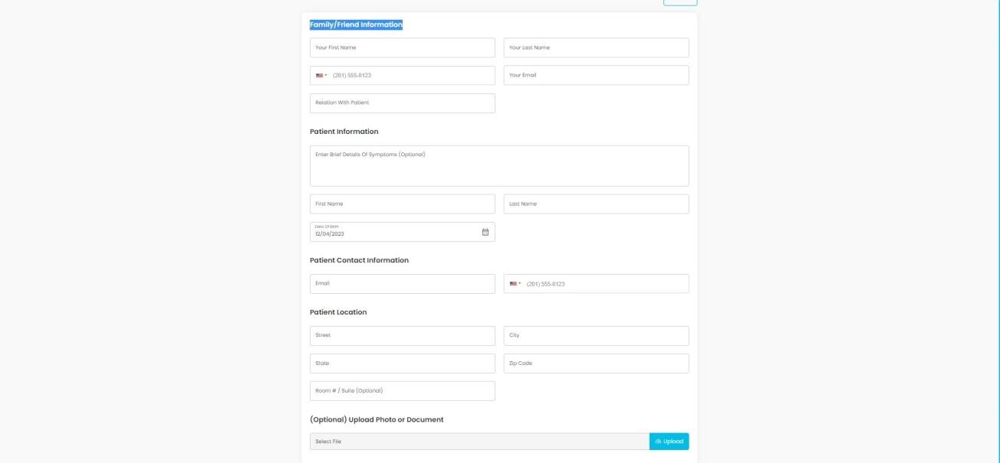 Family/Friend Information
Your First Name
Your Last Name
(201) 555-0123
Your Email
Relation With Patient
Patient Information
Enter Brief Details Of Symptoms (Optional)
First Name
Last Name
Date Of Birth
12/04/2023
Patient Contact Information
Email
(201) 555-0123
Patient Location
Street
City
State
Zip Code
Room # / Suite (Optional)
(Optional) Upload Photo or Document
Select File
Upload